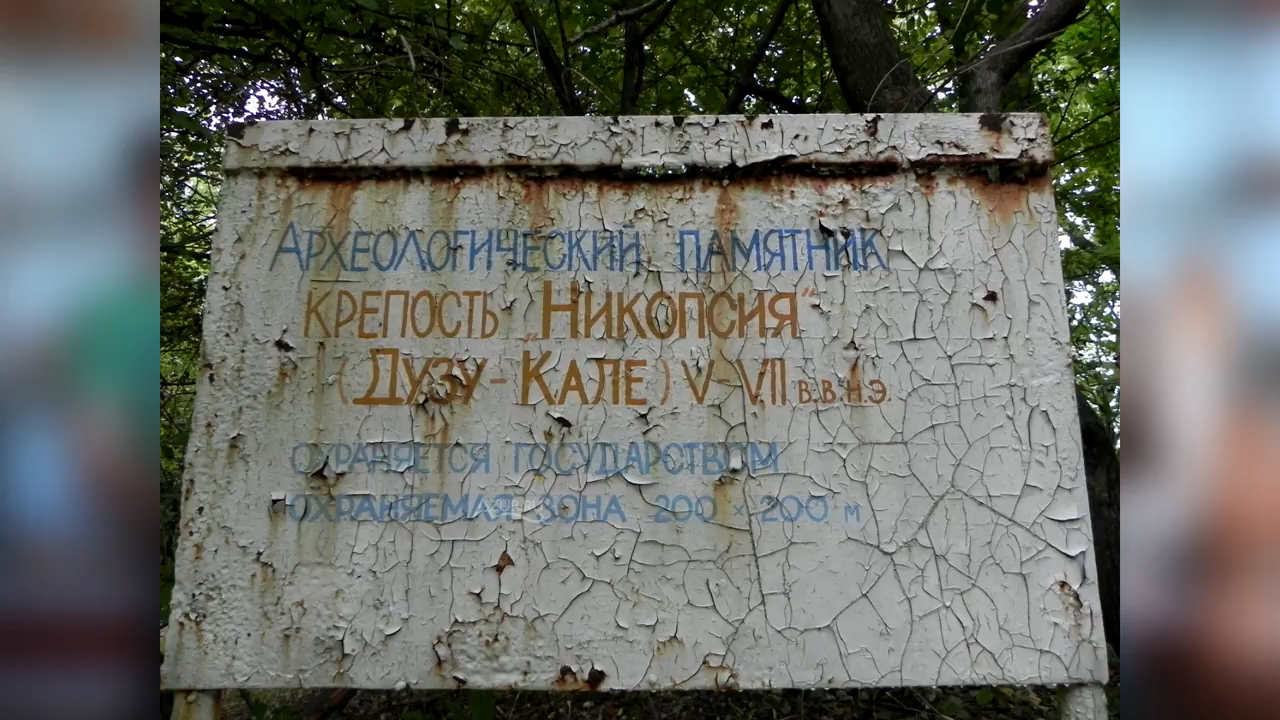 Археологический памятник
крепость „Никопсия“
(Дузу-Кале) V-VII в.в н.э.
охраняется государством
охраняемая зона 200 × 200 м